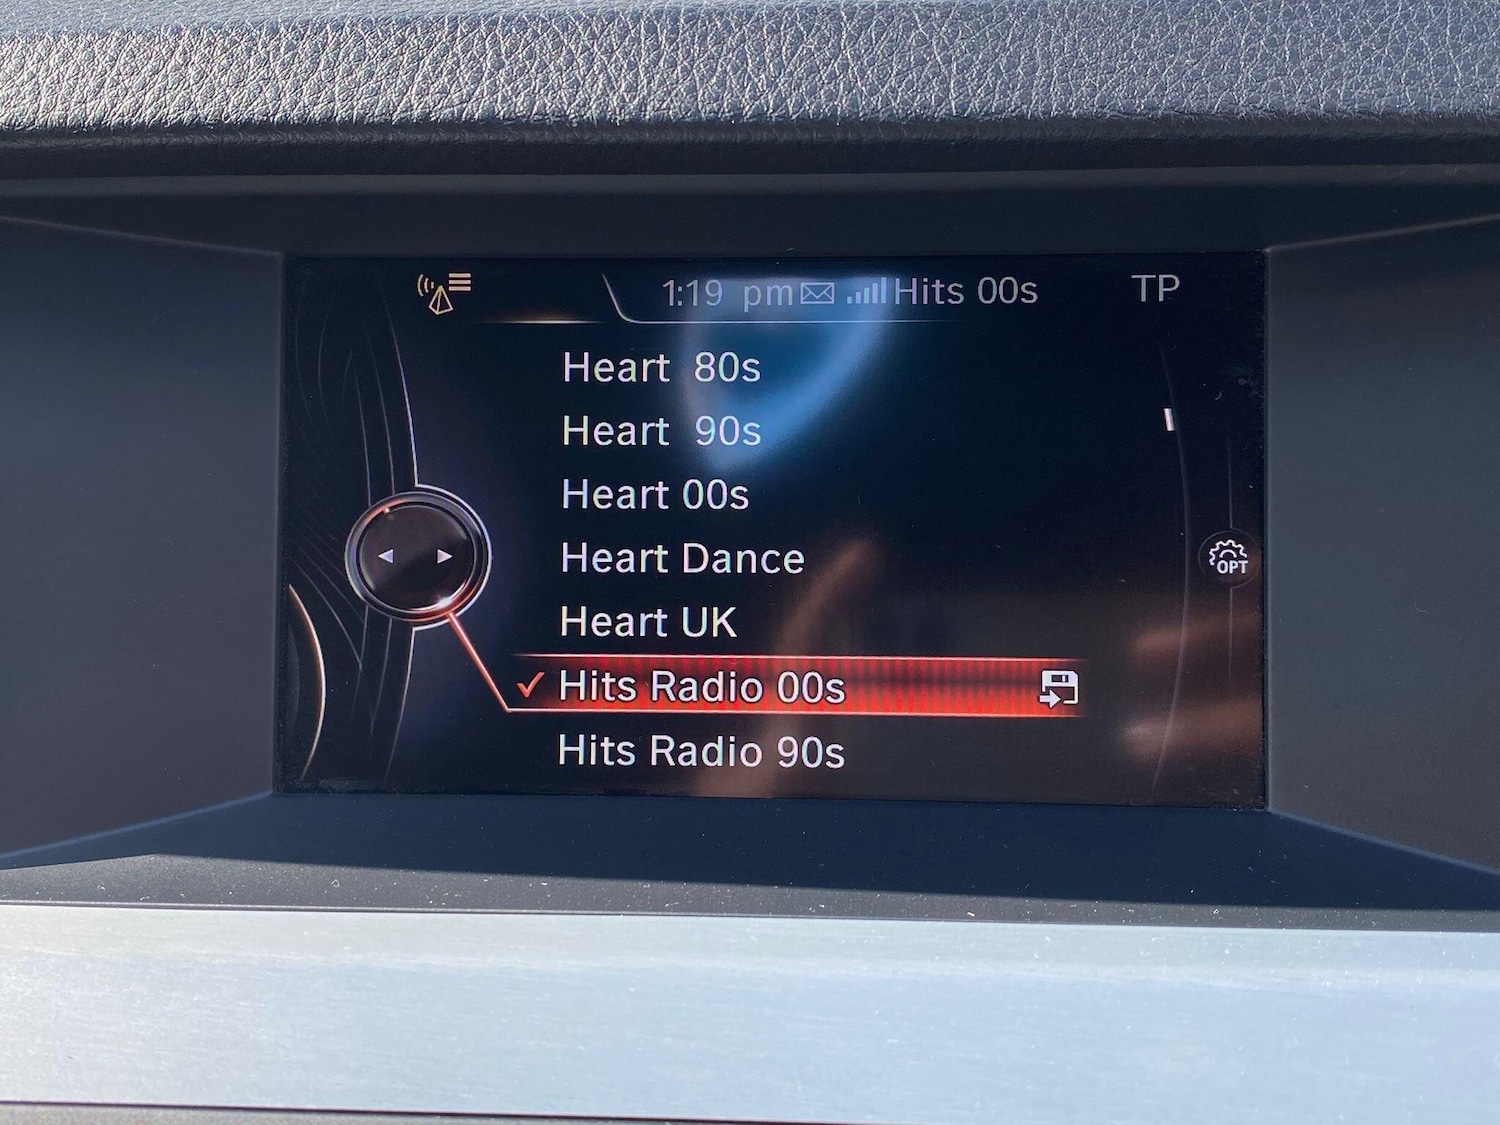 1:19 pm Hits 00s TP
Heart 80s
Heart 90s
Heart 00s
Heart Dance
OPT
Heart UK
Hits Radio 00s
Hits Radio 90s